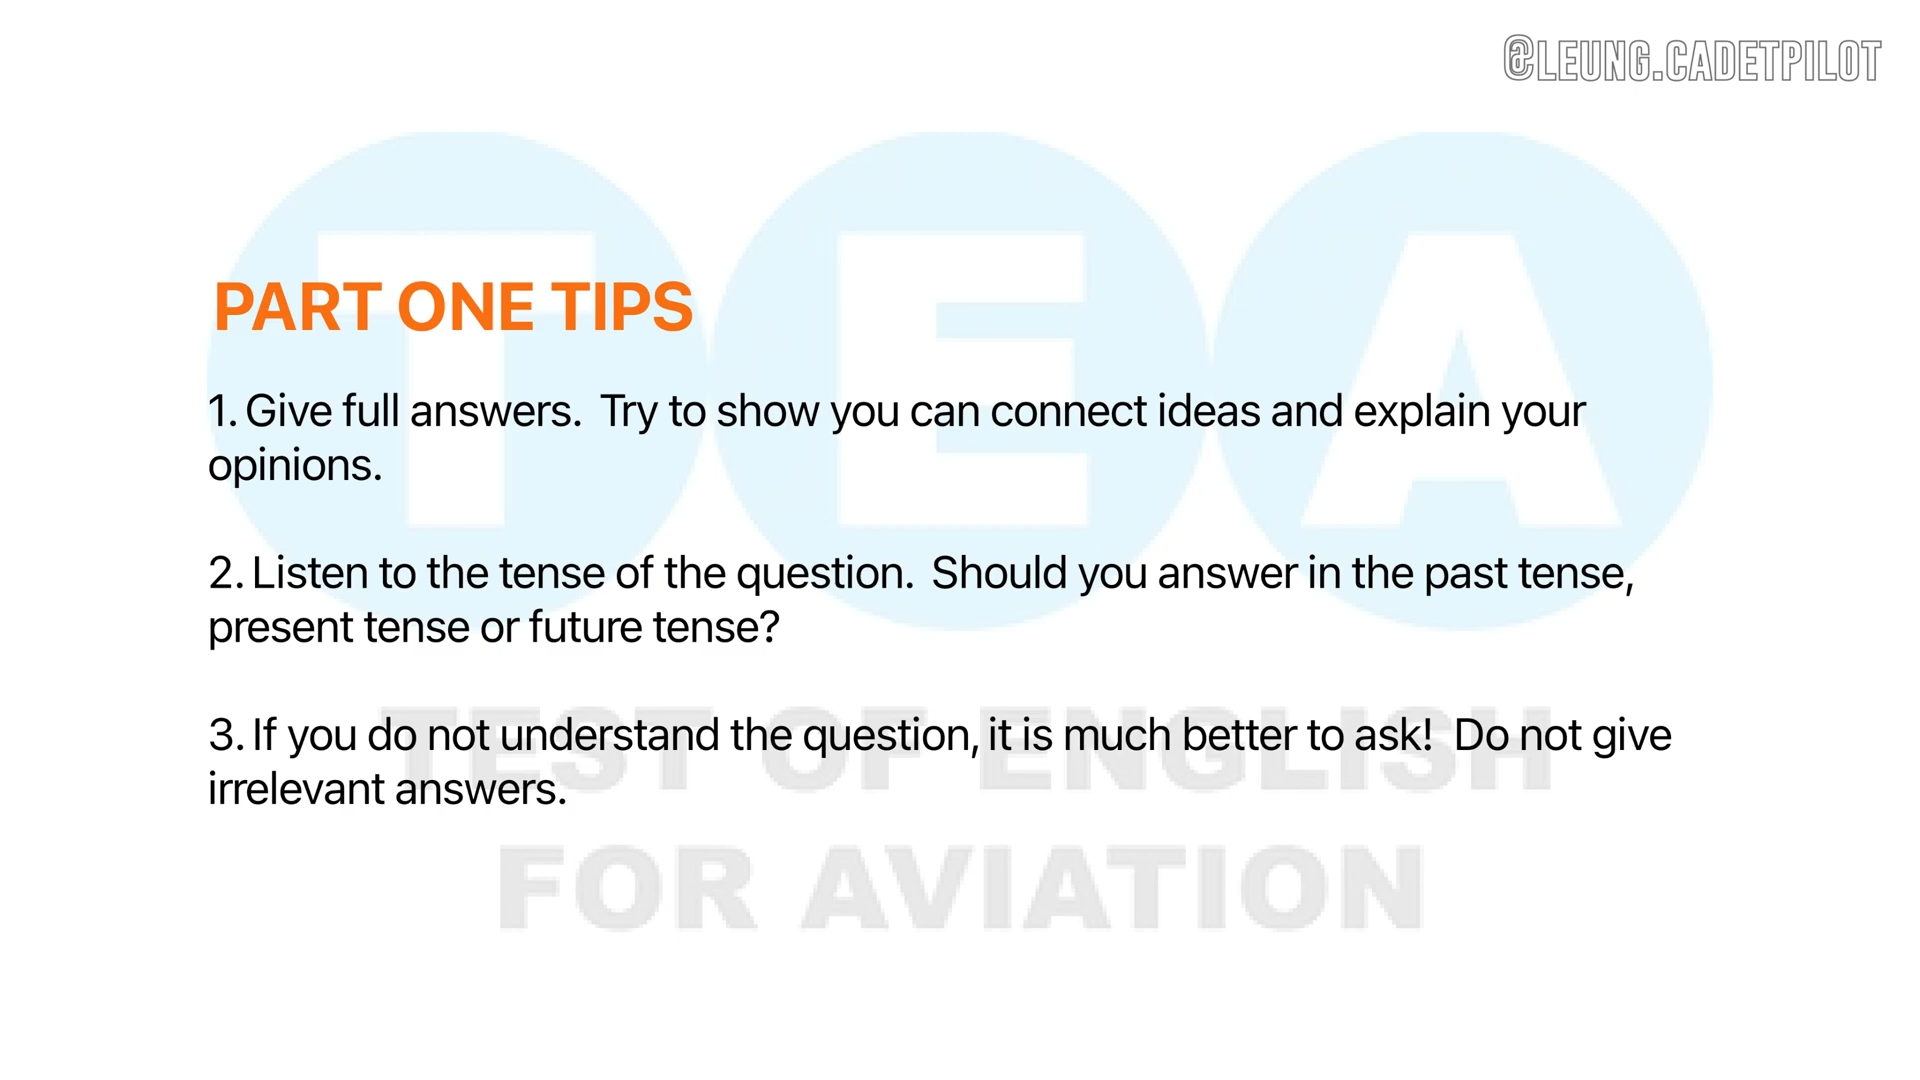 @LEUNG.CADETPILOT
TEA
PART ONE TIPS
1. Give full answers.  Try to show you can connect ideas and explain your
opinions.
2. Listen to the tense of the question.  Should you answer in the past tense,
present tense or future tense?
3. If you do not understand the question, it is much better to ask!  Do not give
irrelevant answers.
TEST OF ENGLISH
FOR AVIATION